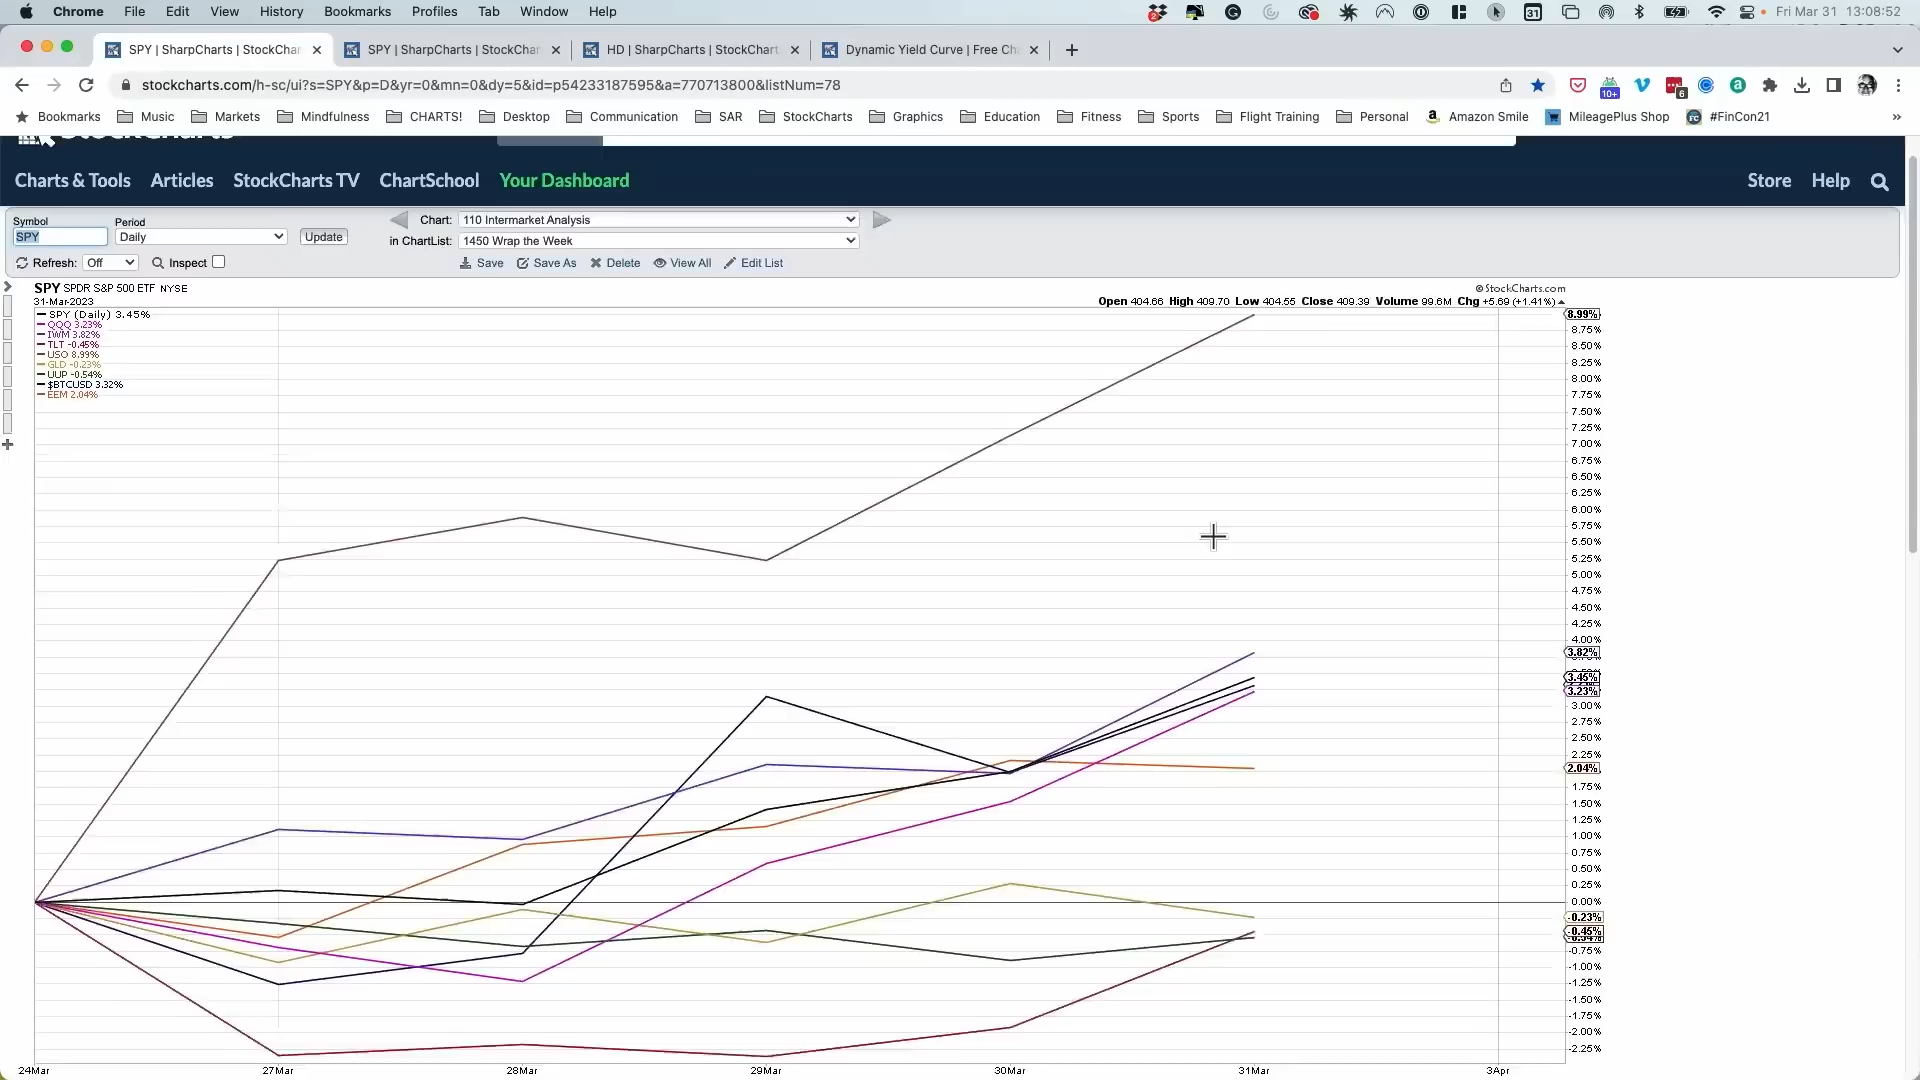 Chrome File Edit View History Bookmarks Profiles Tab Window Help 2 31 Fri Mar 31 13:08:52
SPY | SharpCharts | StockChar SPY | SharpCharts | StockChar HD | SharpCharts | StockChart Dynamic Yield Curve | Free Ch
stockcharts.com/h-sc/ui?s=SPY&p=D&yr=0&mn=0&dy=5&id=p54233187595&a=770713800&listNum=78 10+ 6
Bookmarks Music Markets Mindfulness CHARTS! Desktop Communication SAR StockCharts Graphics Education Fitness Sports Flight Training Personal Amazon Smile MileagePlus Shop #FinCon21 »
StockCharts
Charts & Tools Articles StockCharts TV ChartSchool Your Dashboard Store Help
Symbol Period Chart: 110 Intermarket Analysis
SPY Daily Update in ChartList: 1450 Wrap the Week
Refresh: Off Inspect Save Save As Delete View All Edit List
SPY SPDR S&P 500 ETF NYSE © StockCharts.com
31-Mar-2023 Open 404.66 High 409.70 Low 404.55 Close 409.39 Volume 99.6M Chg +5.69 (+1.41%)
SPY (Daily) 3.45%
QQQ 3.23%
IWM 3.82%
TLT -0.45%
USO 8.99%
GLD -0.23%
UUP -0.54%
$BTCUSD 3.32%
EEM 2.04%
8.99%
8.75%
8.50%
8.25%
8.00%
7.75%
7.50%
7.25%
7.00%
6.75%
6.50%
6.25%
6.00%
5.75%
5.50%
5.25%
5.00%
4.75%
4.50%
4.25%
4.00%
3.82%
3.45%
3.23%
3.00%
2.75%
2.50%
2.25%
2.04%
1.75%
1.50%
1.25%
1.00%
0.75%
0.50%
0.25%
0.00%
-0.23%
-0.45%
-0.54%
-0.75%
-1.00%
-1.25%
-1.50%
-1.75%
-2.00%
-2.25%
24Mar 27Mar 28Mar 29Mar 30Mar 31Mar 3Apr